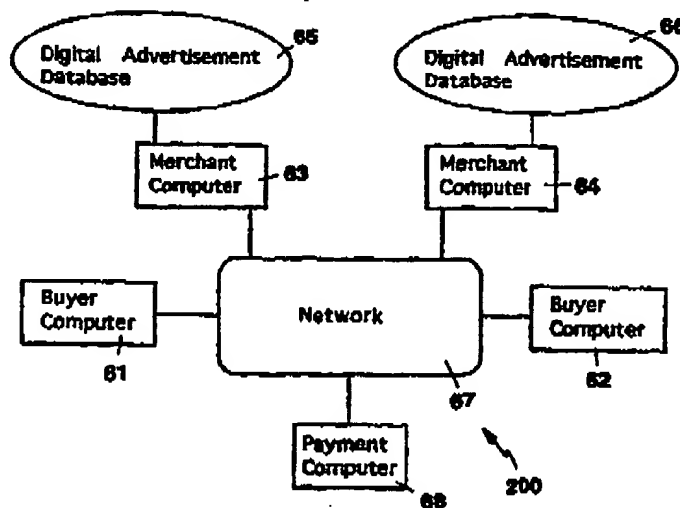 65
Digital Advertisement
Database
66
Digital Advertisement
Database
Merchant
Computer
63
Merchant
Computer
64
Buyer
Computer
61
Network
Buyer
Computer
62
67
Payment
Computer
68
200